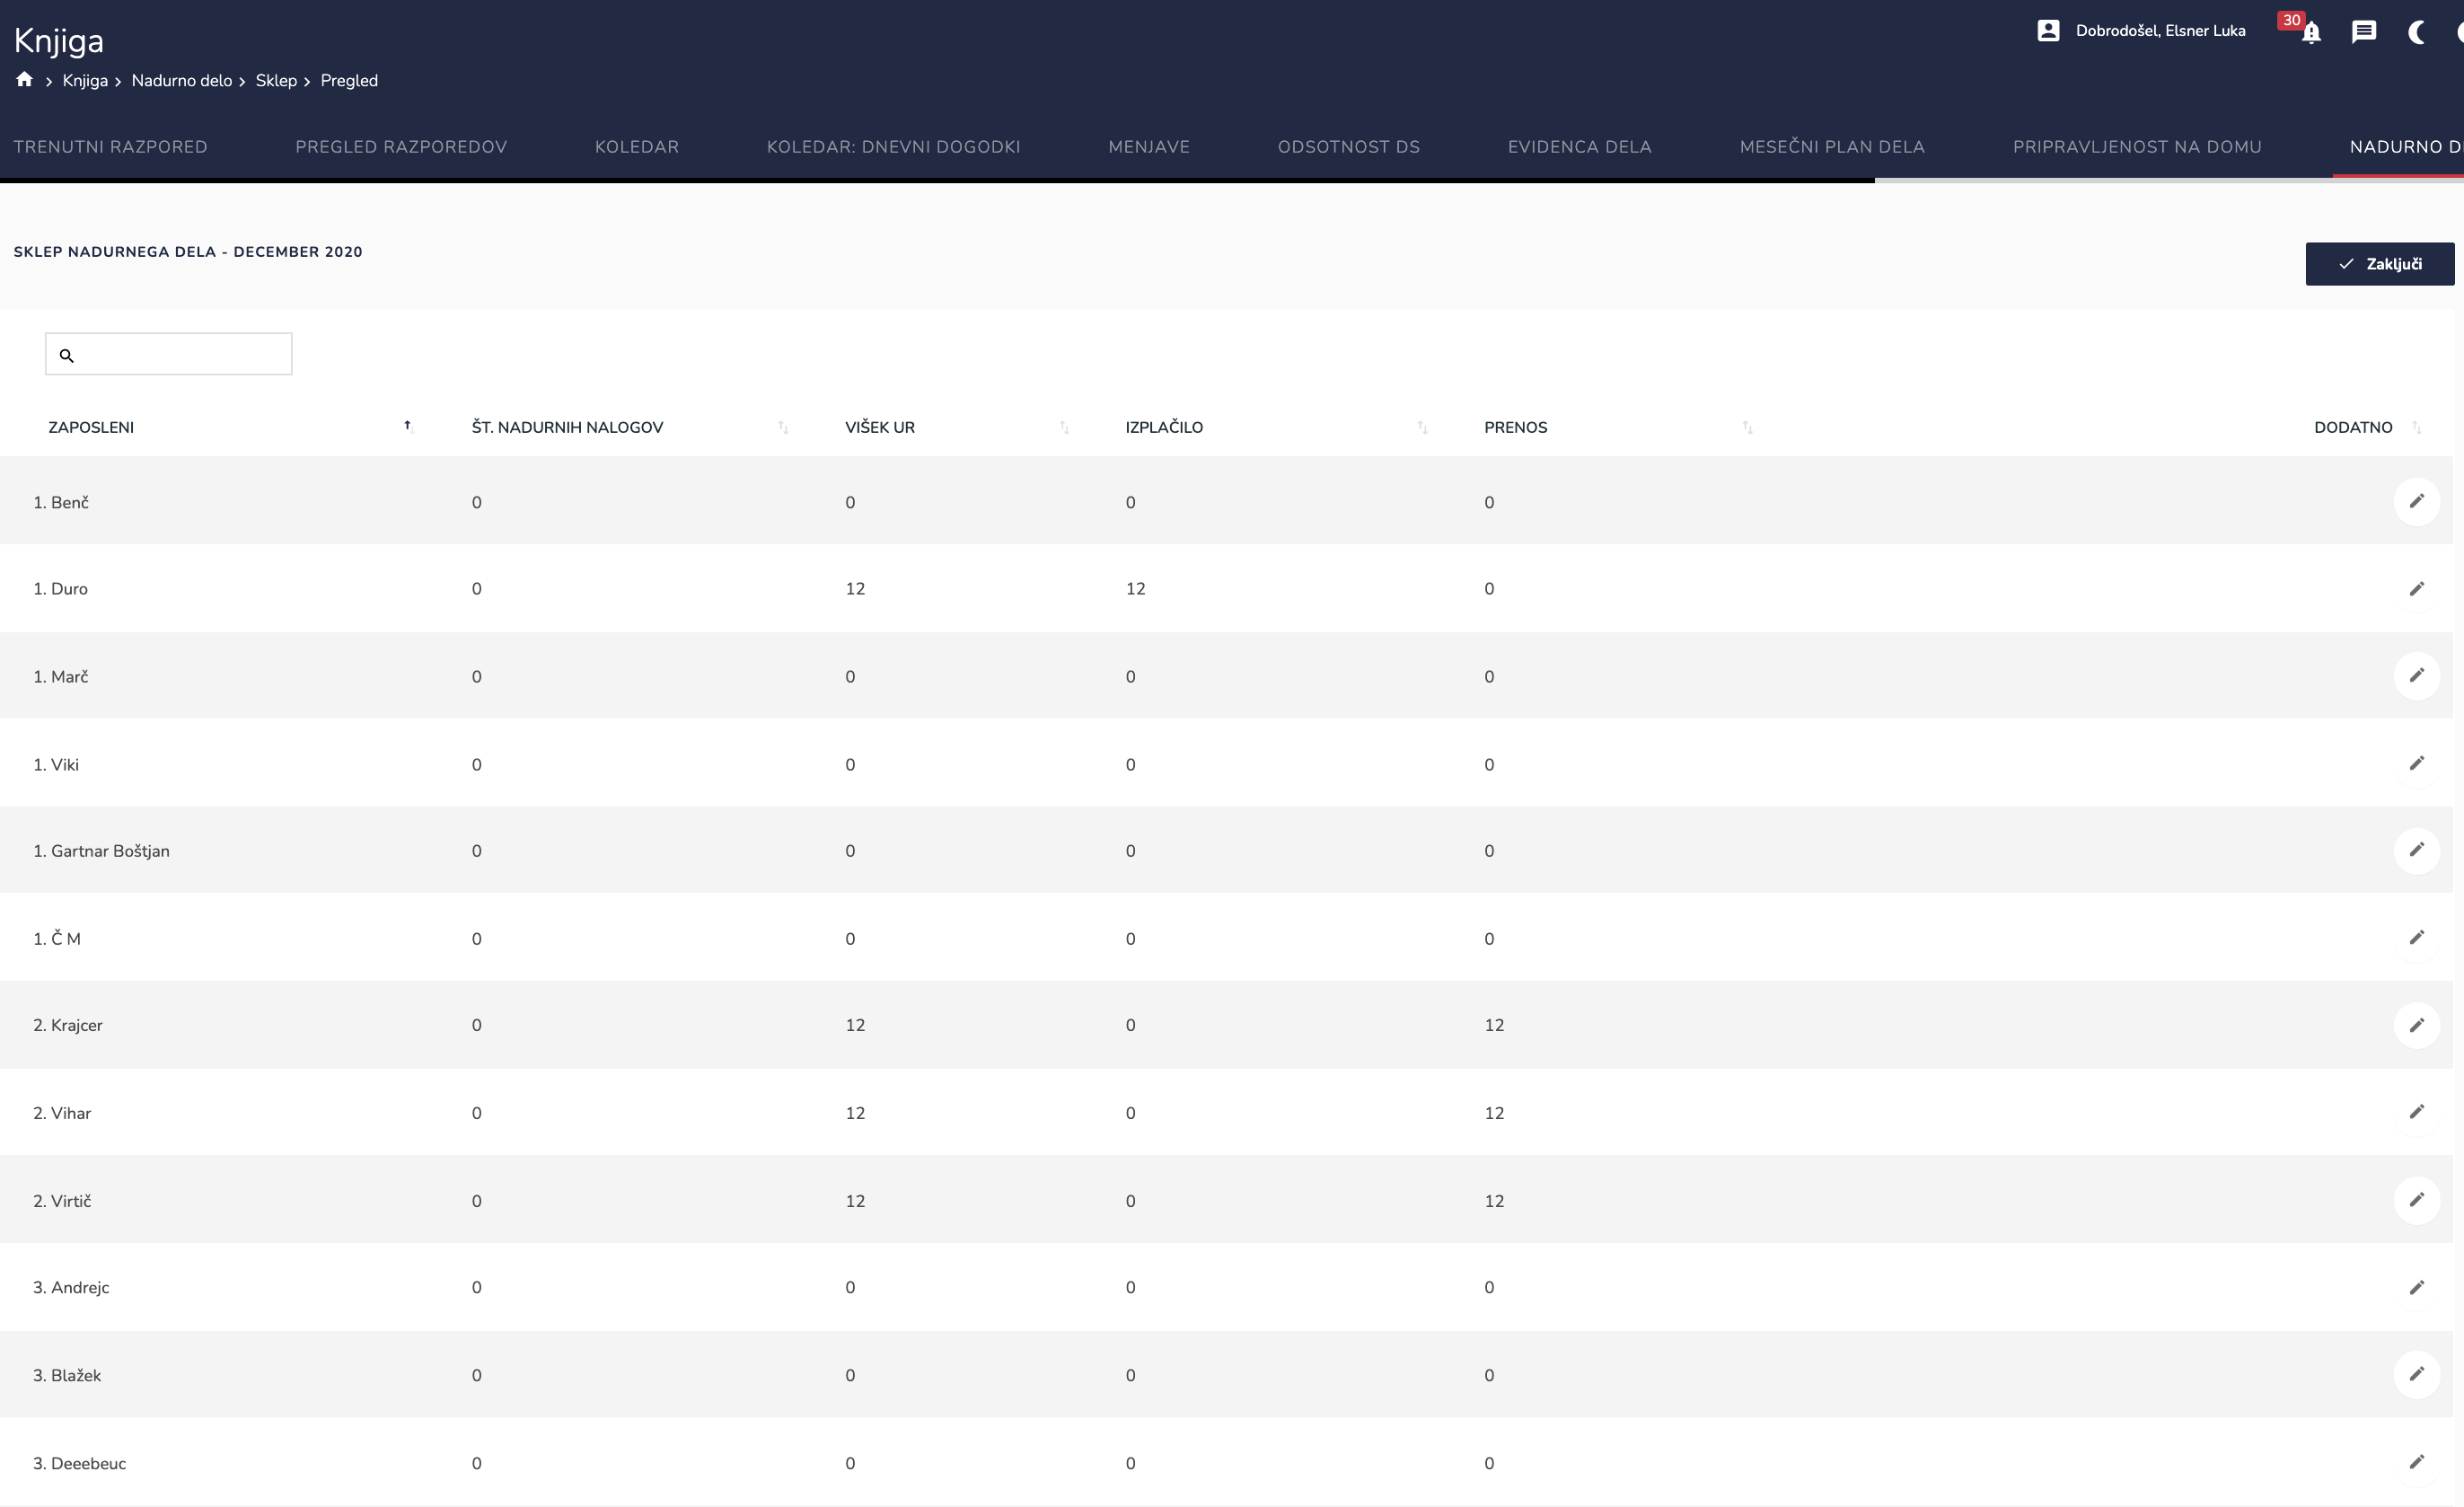 Knjiga
Dobrodošel, Elsner Luka
30
Knjiga › Nadurno delo › Sklep › Pregled
TRENUTNI RAZPORED PREGLED RAZPOREDOV KOLEDAR KOLEDAR: DNEVNI DOGODKI MENJAVE ODSOTNOST DS EVIDENCA DELA MESEČNI PLAN DELA PRIPRAVLJENOST NA DOMU NADURNO D
SKLEP NADURNEGA DELA - DECEMBER 2020
Zaključi
ZAPOSLENI ŠT. NADURNIH NALOGOV VIŠEK UR IZPLAČILO PRENOS DODATNO
1. Benč 0 0 0 0
1. Duro 0 12 12 0
1. Marč 0 0 0 0
1. Viki 0 0 0 0
1. Gartnar Boštjan 0 0 0 0
1. Č M 0 0 0 0
2. Krajcer 0 12 0 12
2. Vihar 0 12 0 12
2. Virtič 0 12 0 12
3. Andrejc 0 0 0 0
3. Blažek 0 0 0 0
3. Deeebeuc 0 0 0 0